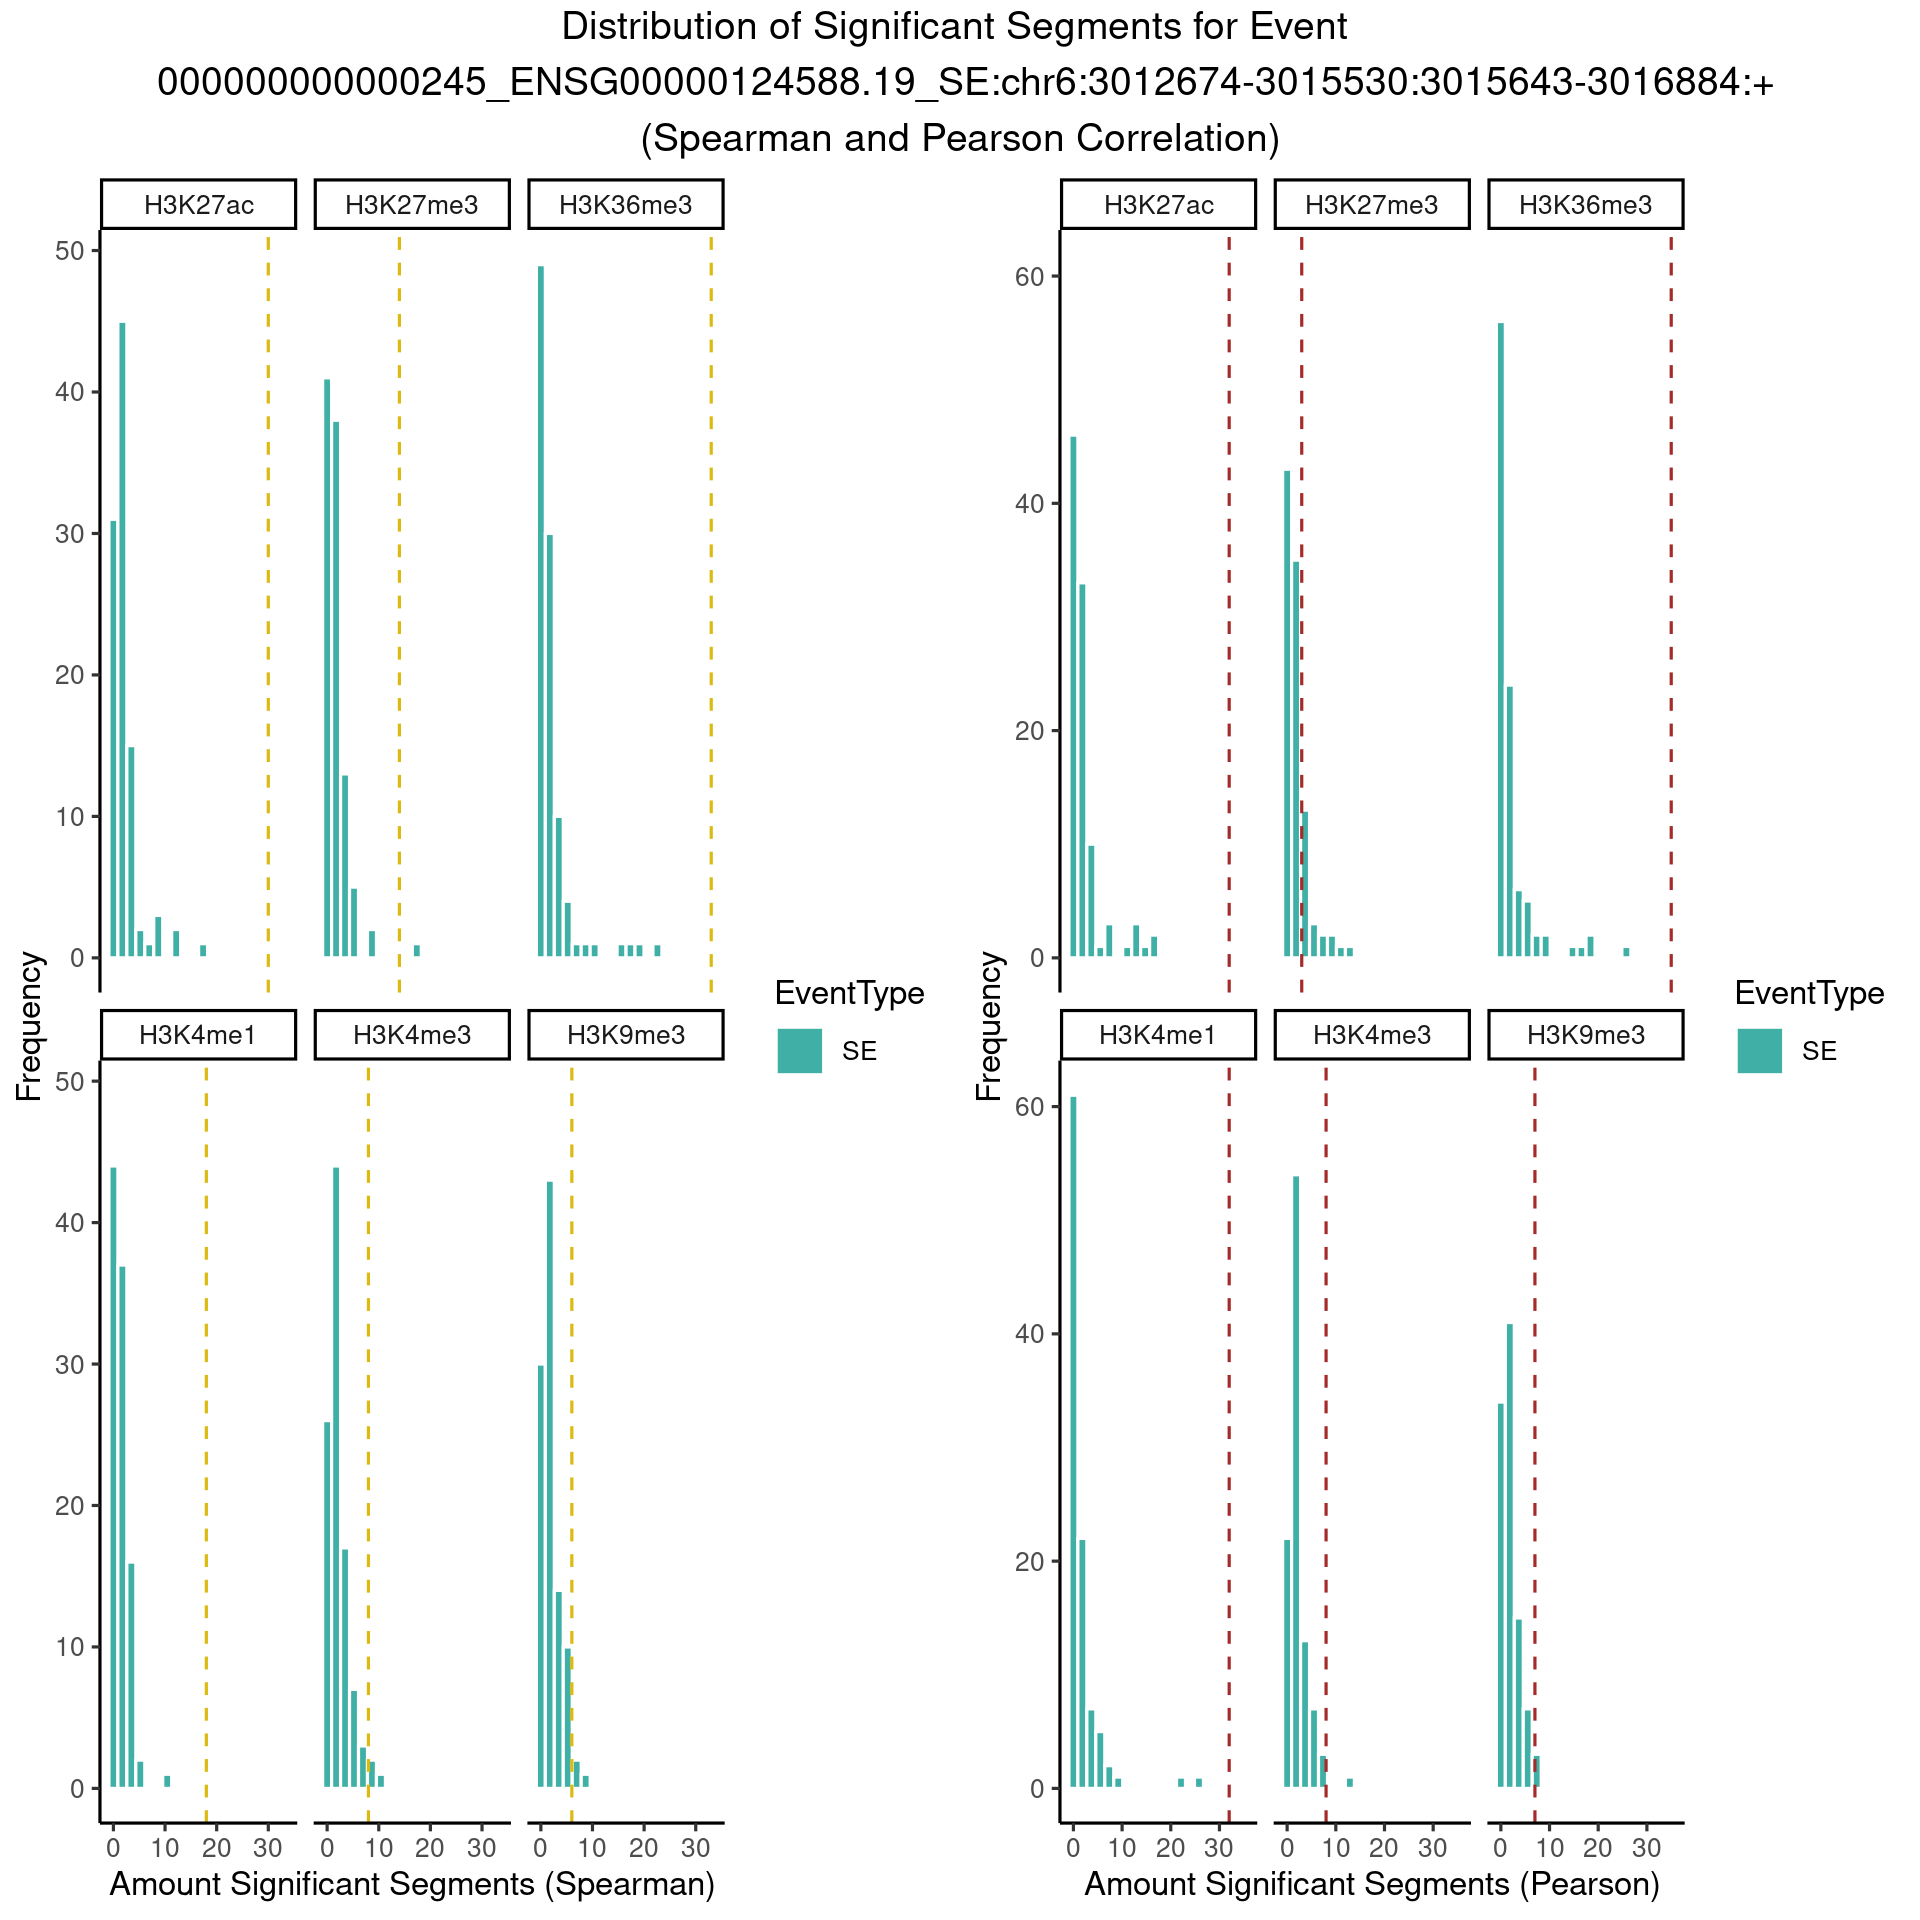 Distribution of Significant Segments for Event
000000000000245_ENSG00000124588.19_SE:chr6:3012674-3015530:3015643-3016884:+
(Spearman and Pearson Correlation)
H3K27ac H3K27me3 H3K36me3
50
40
30
20
10
0
H3K4me1 H3K4me3 H3K9me3
50
40
30
20
10
0
0 10 20 30 0 10 20 30 0 10 20 30
Frequency
Amount Significant Segments (Spearman)
EventType
SE
H3K27ac H3K27me3 H3K36me3
60
40
20
0
H3K4me1 H3K4me3 H3K9me3
60
40
20
0
0 10 20 30 0 10 20 30 0 10 20 30
Frequency
Amount Significant Segments (Pearson)
EventType
SE